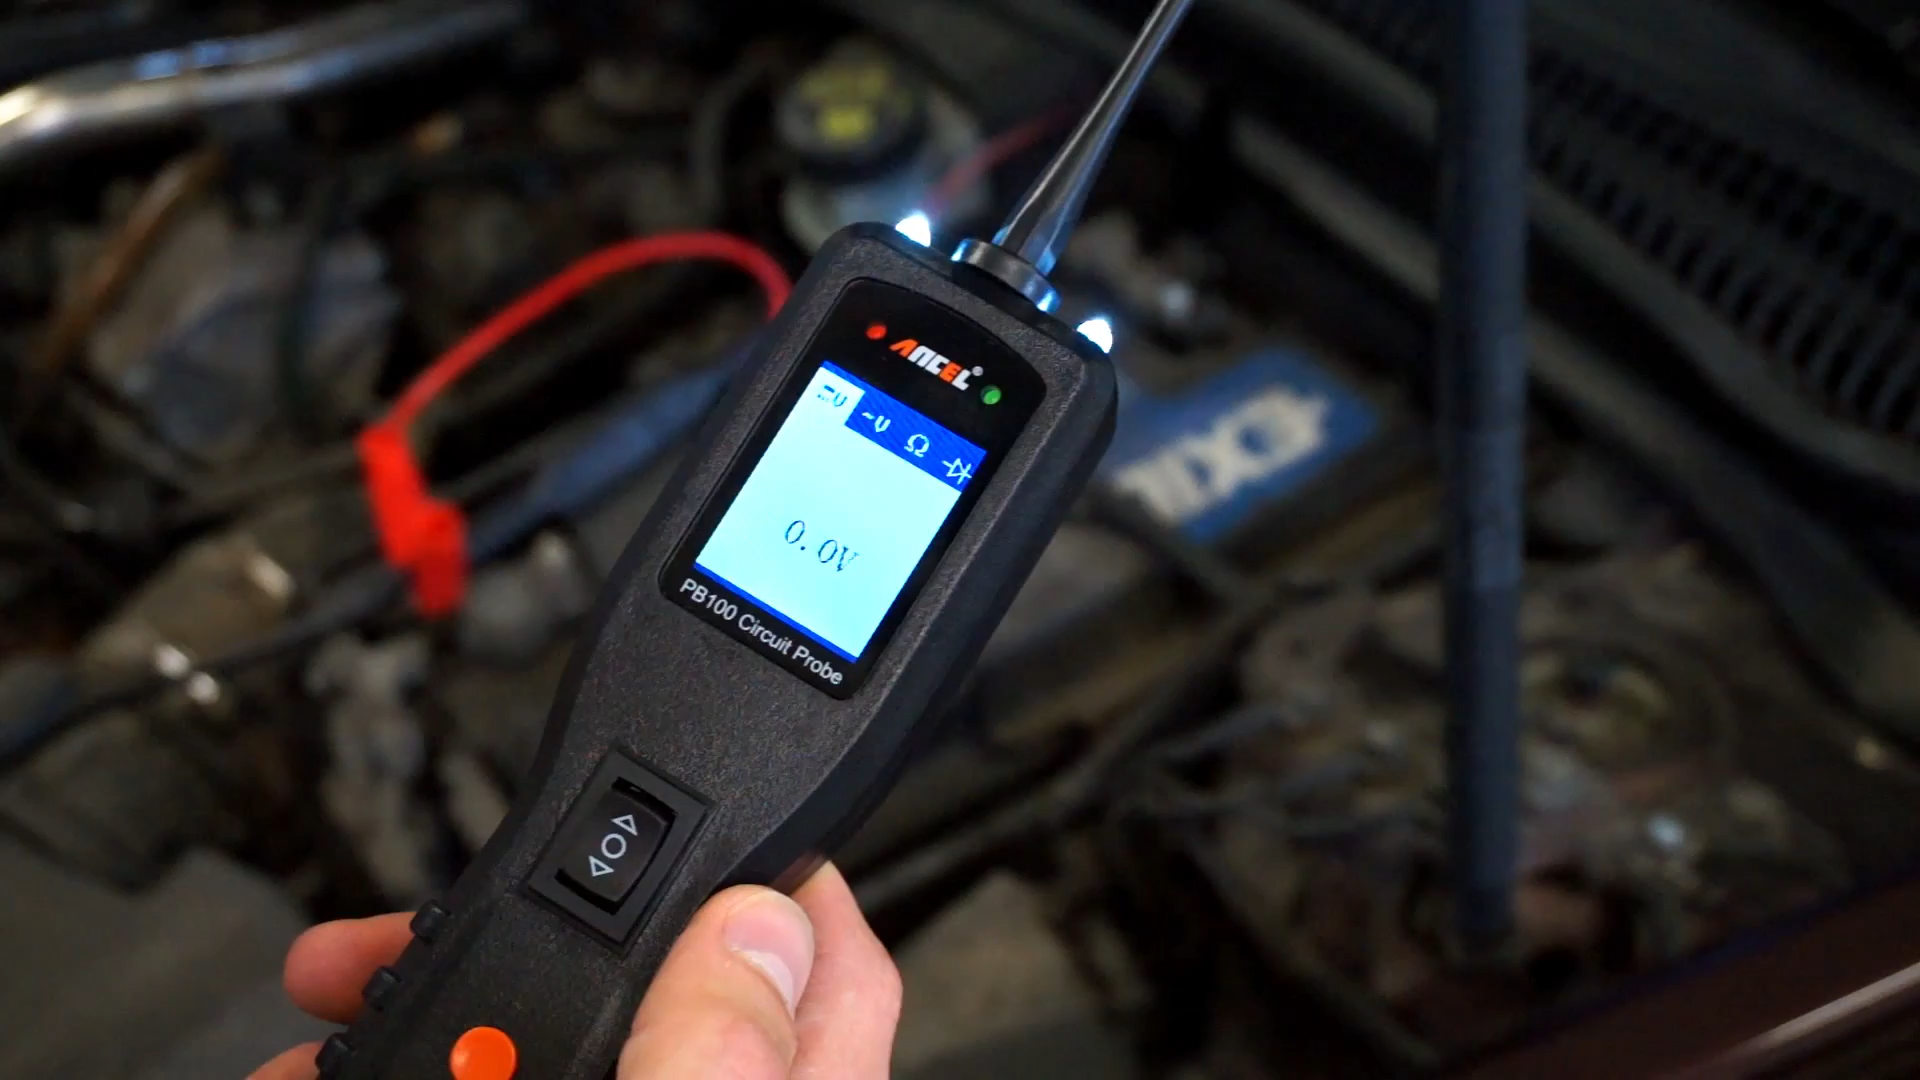 ANCEL®
⎓V ~V Ω
0.0V
PB100 Circuit Probe